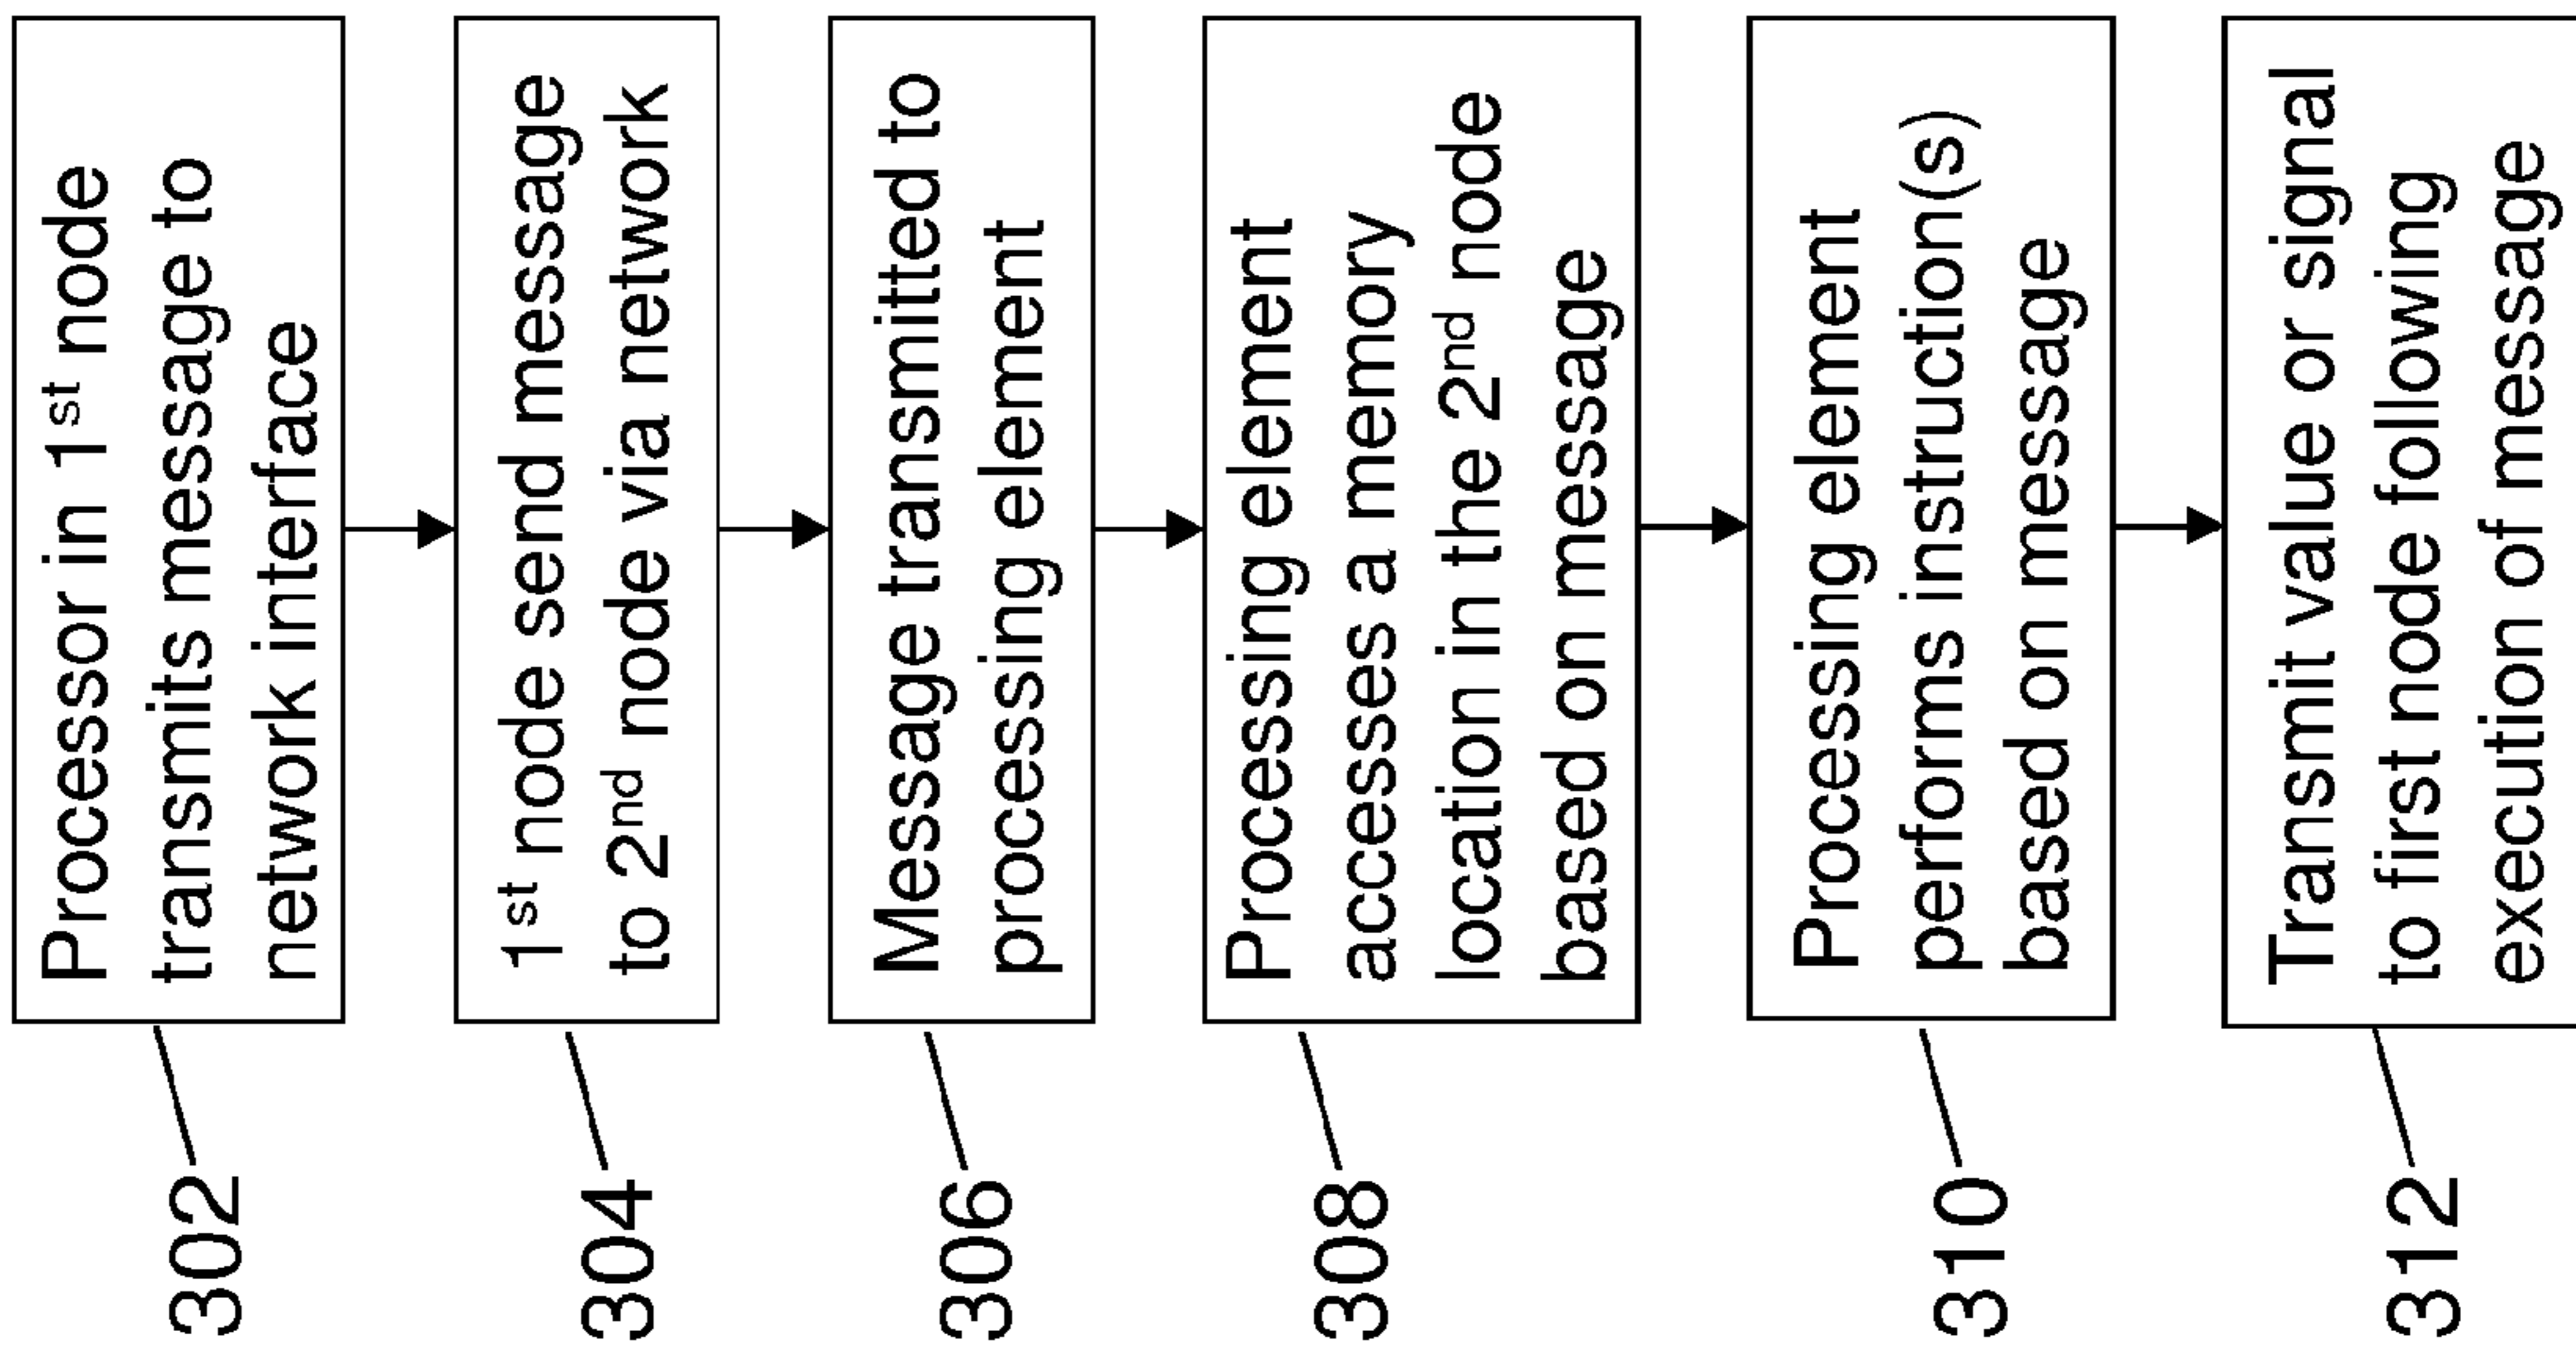 302
Processor in 1st node
transmits message to
network interface
304
1st node send message
to 2nd node via network
306
Message transmitted to
processing element
308
Processing element
accesses a memory
location in the 2nd node
based on message
310
Processing element
performs instruction(s)
based on message
312
Transmit value or signal
to first node following
execution of message